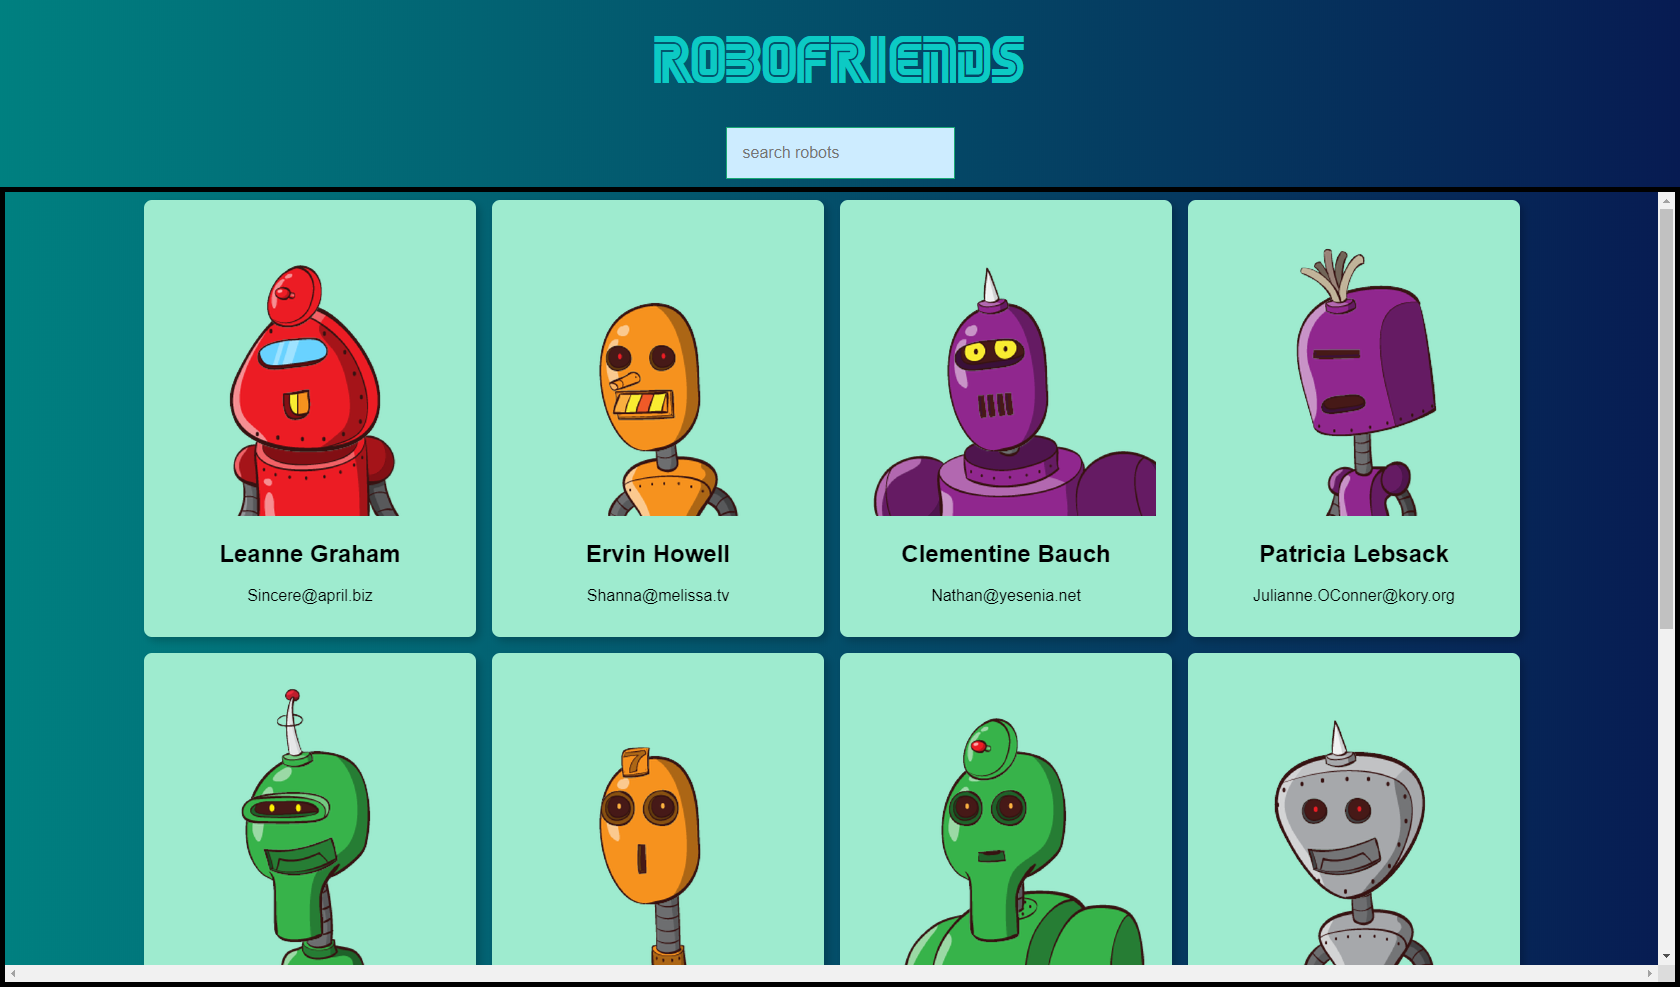 ROBOFRIENDS
search robots
Leanne Graham
Sincere@april.biz
Ervin Howell
Shanna@melissa.tv
Clementine Bauch
Nathan@yesenia.net
Patricia Lebsack
Julianne.OConner@kory.org
7